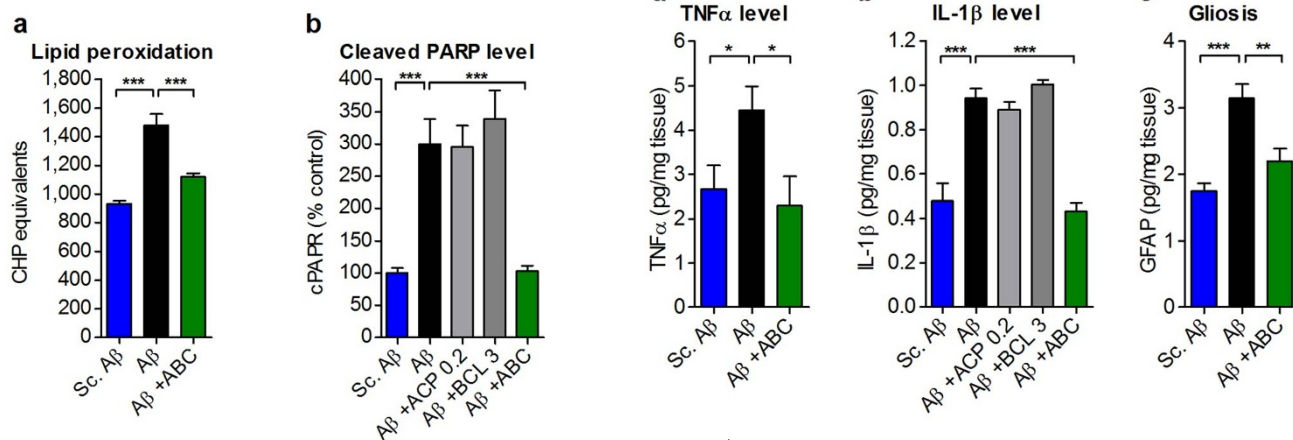 a
Lipid peroxidation
CHP equivalents
1,800
1,600
1,400
1,200
1,000
800
600
400
200
0
*** ***
Sc. Aβ
Aβ
Aβ +ABC
b
Cleaved PARP level
cPAPR (% control)
400
350
300
250
200
150
100
50
0
*** ***
Sc. Aβ
Aβ
Aβ +ACP 0.2
Aβ +BCL 3
Aβ +ABC
TNFα level
TNFα (pg/mg tissue)
6
5
4
3
2
1
0
* *
Sc. Aβ
Aβ
Aβ +ABC
IL-1β level
IL-1β (pg/mg tissue)
1.2
1.0
0.8
0.6
0.4
0.2
0.0
*** ***
Sc. Aβ
Aβ
Aβ +ACP 0.2
Aβ +BCL 3
Aβ +ABC
Gliosis
GFAP (pg/mg tissue)
4
3
2
1
0
*** **
Sc. Aβ
Aβ
Aβ +ABC